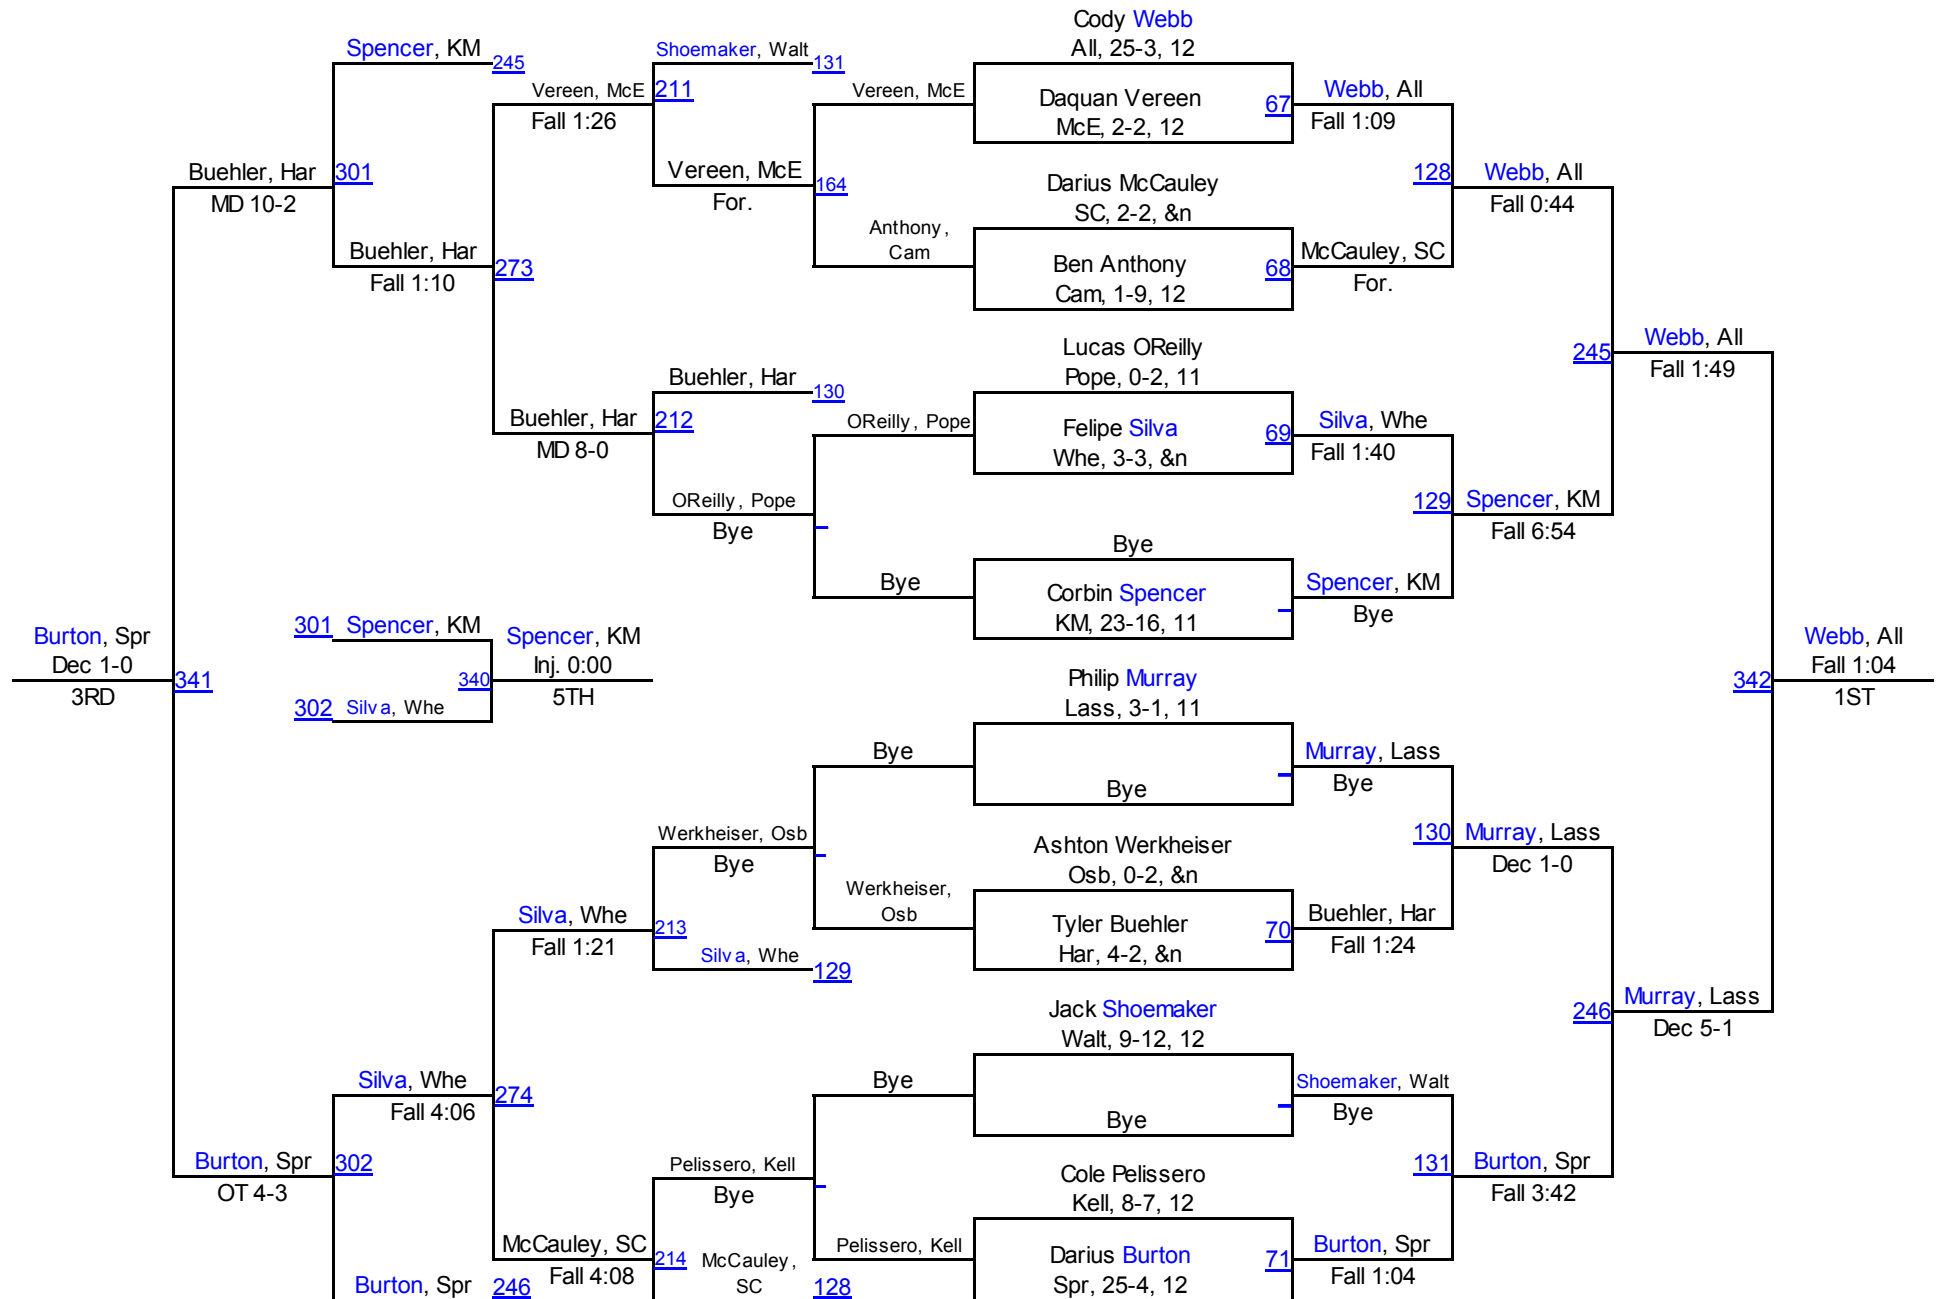 Cody Webb
All, 25-3, 12
Spencer, KM
245
Shoemaker, Walt
131
Vereen, McE
211
Fall 1:26
Vereen, McE
Daquan Vereen
McE, 2-2, 12
67
Webb, All
Fall 1:09
Buehler, Har
301
MD 10-2
Vereen, McE
164
For.
Darius McCauley
SC, 2-2, &n
128
Webb, All
Fall 0:44
Buehler, Har
273
Fall 1:10
Anthony,
Cam
Ben Anthony
Cam, 1-9, 12
68
McCauley, SC
For.
Lucas OReilly
Pope, 0-2, 11
245
Webb, All
Fall 1:49
Buehler, Har
130
Buehler, Har
212
MD 8-0
OReilly, Pope
Felipe Silva
Whe, 3-3, &n
69
Silva, Whe
Fall 1:40
OReilly, Pope
Bye
129
Spencer, KM
Fall 6:54
Bye
Bye
Corbin Spencer
KM, 23-16, 11
Spencer, KM
Bye
Burton, Spr
Dec 1-0
341
3RD
301
Spencer, KM
302
Silva, Whe
340
Spencer, KM
Inj. 0:00
5TH
Webb, All
Fall 1:04
342
1ST
Philip Murray
Lass, 3-1, 11
Bye
Bye
Murray, Lass
Bye
Werkheiser, Osb
Bye
Ashton Werkheiser
Osb, 0-2, &n
130
Murray, Lass
Dec 1-0
Werkheiser,
Osb
Tyler Buehler
Har, 4-2, &n
70
Buehler, Har
Fall 1:24
Silva, Whe
213
Fall 1:21
Silva, Whe
129
Jack Shoemaker
Walt, 9-12, 12
246
Murray, Lass
Dec 5-1
Silva, Whe
274
Fall 4:06
Bye
Bye
Shoemaker, Walt
Bye
Burton, Spr
302
OT 4-3
Pelissero, Kell
Bye
Cole Pelissero
Kell, 8-7, 12
131
Burton, Spr
Fall 3:42
McCauley, SC
214
Fall 4:08
Pelissero, Kell
Darius Burton
Spr, 25-4, 12
71
Burton, Spr
Fall 1:04
Burton, Spr
246
McCauley,
SC
128